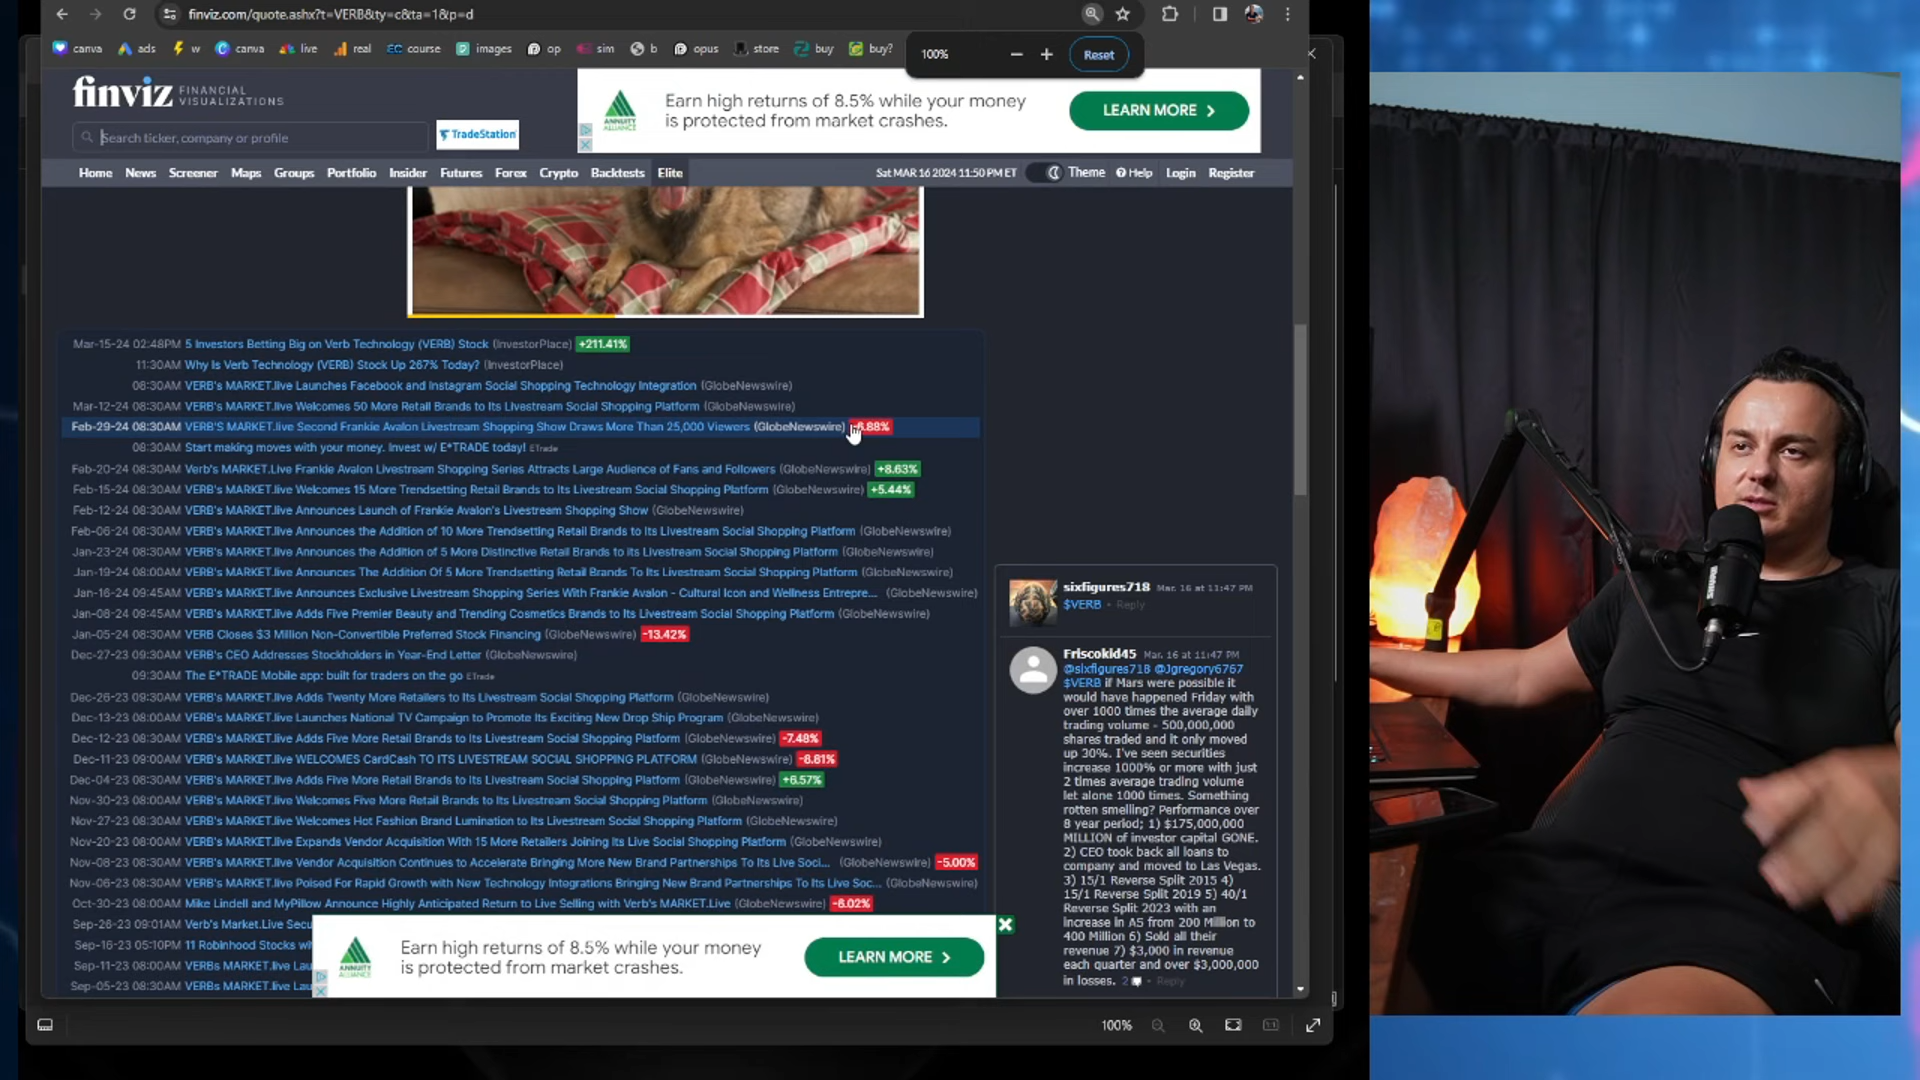 finviz.com/quote.ashx?t=VERB&ty=c&ta=1&p=d
canva ads w canva live real course images op sim b opus store buy buy?
100% Reset
finviz FINANCIAL VISUALIZATIONS
Search ticker, company or profile
TradeStation
ANNUITY ALLIANCE
Earn high returns of 8.5% while your money
is protected from market crashes.
LEARN MORE
Home News Screener Maps Groups Portfolio Insider Futures Forex Crypto Backtests Elite Sat MAR 16 2024 11:50 PM ET Theme Help Login Register
Mar-15-24 02:48PM 5 Investors Betting Big on Verb Technology (VERB) Stock (InvestorPlace) +211.41%
11:30AM Why Is Verb Technology (VERB) Stock Up 267% Today? (InvestorPlace)
08:30AM VERB's MARKET.live Launches Facebook and Instagram Social Shopping Technology Integration (GlobeNewswire)
Mar-12-24 08:30AM VERB's MARKET.live Welcomes 50 More Retail Brands to Its Livestream Social Shopping Platform (GlobeNewswire)
Feb-29-24 08:30AM VERB'S MARKET.live Second Frankie Avalon Livestream Shopping Show Draws More Than 25,000 Viewers (GlobeNewswire) -6.88%
08:30AM Start making moves with your money. Invest w/ E*TRADE today! ETrade
Feb-20-24 08:30AM Verb's MARKET.Live Frankie Avalon Livestream Shopping Series Attracts Large Audience of Fans and Followers (GlobeNewswire) +8.63%
Feb-15-24 08:30AM VERB's MARKET.live Welcomes 15 More Trendsetting Retail Brands to Its Livestream Social Shopping Platform (GlobeNewswire) +5.44%
Feb-12-24 08:30AM VERB's MARKET.live Announces Launch of Frankie Avalon's Livestream Shopping Show (GlobeNewswire)
Feb-06-24 08:30AM VERB's MARKET.live Announces the Addition of 10 More Trendsetting Retail Brands to Its Livestream Social Shopping Platform (GlobeNewswire)
Jan-23-24 08:30AM VERB's MARKET.live Announces the Addition of 5 More Distinctive Retail Brands to its Livestream Social Shopping Platform (GlobeNewswire)
Jan-19-24 08:00AM VERB's MARKET.live Announces The Addition Of 5 More Trendsetting Retail Brands To Its Livestream Social Shopping Platform (GlobeNewswire)
Jan-16-24 09:45AM VERB's MARKET.live Announces Exclusive Livestream Shopping Series With Frankie Avalon - Cultural Icon and Wellness Entrepre... (GlobeNewswire)
Jan-08-24 09:45AM VERB's MARKET.live Adds Five Premier Beauty and Trending Cosmetics Brands to Its Livestream Social Shopping Platform (GlobeNewswire)
Jan-05-24 08:30AM VERB Closes $3 Million Non-Convertible Preferred Stock Financing (GlobeNewswire) -13.42%
Dec-27-23 09:30AM VERB's CEO Addresses Stockholders in Year-End Letter (GlobeNewswire)
09:30AM The E*TRADE Mobile app: built for traders on the go ETrade
Dec-26-23 09:30AM VERB's MARKET.live Adds Twenty More Retailers to Its Livestream Social Shopping Platform (GlobeNewswire)
Dec-13-23 08:00AM VERB's MARKET.live Launches National TV Campaign to Promote Its Exciting New Drop Ship Program (GlobeNewswire)
Dec-12-23 08:30AM VERB's MARKET.live Adds Five More Retail Brands to Its Livestream Social Shopping Platform (GlobeNewswire) -7.48%
Dec-11-23 09:00AM VERB's MARKET.live WELCOMES CardCash TO ITS LIVESTREAM SOCIAL SHOPPING PLATFORM (GlobeNewswire) -6.81%
Dec-04-23 08:30AM VERB's MARKET.live Adds Five More Retail Brands to Its Livestream Social Shopping Platform (GlobeNewswire) +6.57%
Nov-30-23 08:00AM VERB's MARKET.live Welcomes Five More Retail Brands to Its Livestream Social Shopping Platform (GlobeNewswire)
Nov-27-23 08:30AM VERB's MARKET.live Welcomes Hot Fashion Brand Lumination to Its Livestream Social Shopping Platform (GlobeNewswire)
Nov-20-23 08:00AM VERB's MARKET.live Expands Vendor Acquisition With 15 More Retailers Joining Its Live Social Shopping Platform (GlobeNewswire)
Nov-08-23 08:00AM VERB's MARKET.live Vendor Acquisition Continues to Accelerate Bringing More New Brand Partnerships To Its Live Soci... (GlobeNewswire) -5.00%
Nov-06-23 08:30AM VERB's MARKET.live Poised For Rapid Growth with New Technology Integrations Bringing New Brand Partnerships To Its Live Soc... (GlobeNewswire)
Oct-30-23 08:00AM Mike Lindell and MyPillow Announce Highly Anticipated Return to Live Selling with Verb's MARKET.Live (GlobeNewswire) -6.02%
Sep-26-23 09:01AM Verb's Market.Live Secu
Sep-16-23 05:10PM 11 Robinhood Stocks wi
Sep-11-23 08:00AM VERBs MARKET.live Lau
Sep-05-23 08:30AM VERBs MARKET.live Lau
ANNUITY ALLIANCE
Earn high returns of 8.5% while your money
is protected from market crashes.
LEARN MORE
sixfigures718 Mar. 16 at 11:47 PM
$VERB • Reply
Friscokid45 Mar. 16 at 11:47 PM
@sixfigures718 @Jgregory6767
$VERB if Mars were possible it
would have happened Friday with
over 1000 times the average daily
trading volume - 500,000,000
shares traded and it only moved
up 30%. I've seen securities
increase 1000% or more with just
2 times average trading volume
let alone 1000 times. Something
rotten smelling? Performance over
8 year period; 1) $175,000,000
MILLION of investor capital GONE.
2) CEO took back all loans to
company and moved to Las Vegas.
3) 15/1 Reverse Split 2015 4)
15/1 Reverse Split 2019 5) 40/1
Reverse Split 2023 with an
increase in AS from 200 Million to
400 Million 6) Sold all their
revenue 7) $3,000 in revenue
each quarter and over $3,000,000
in losses. 2 • Reply
100%